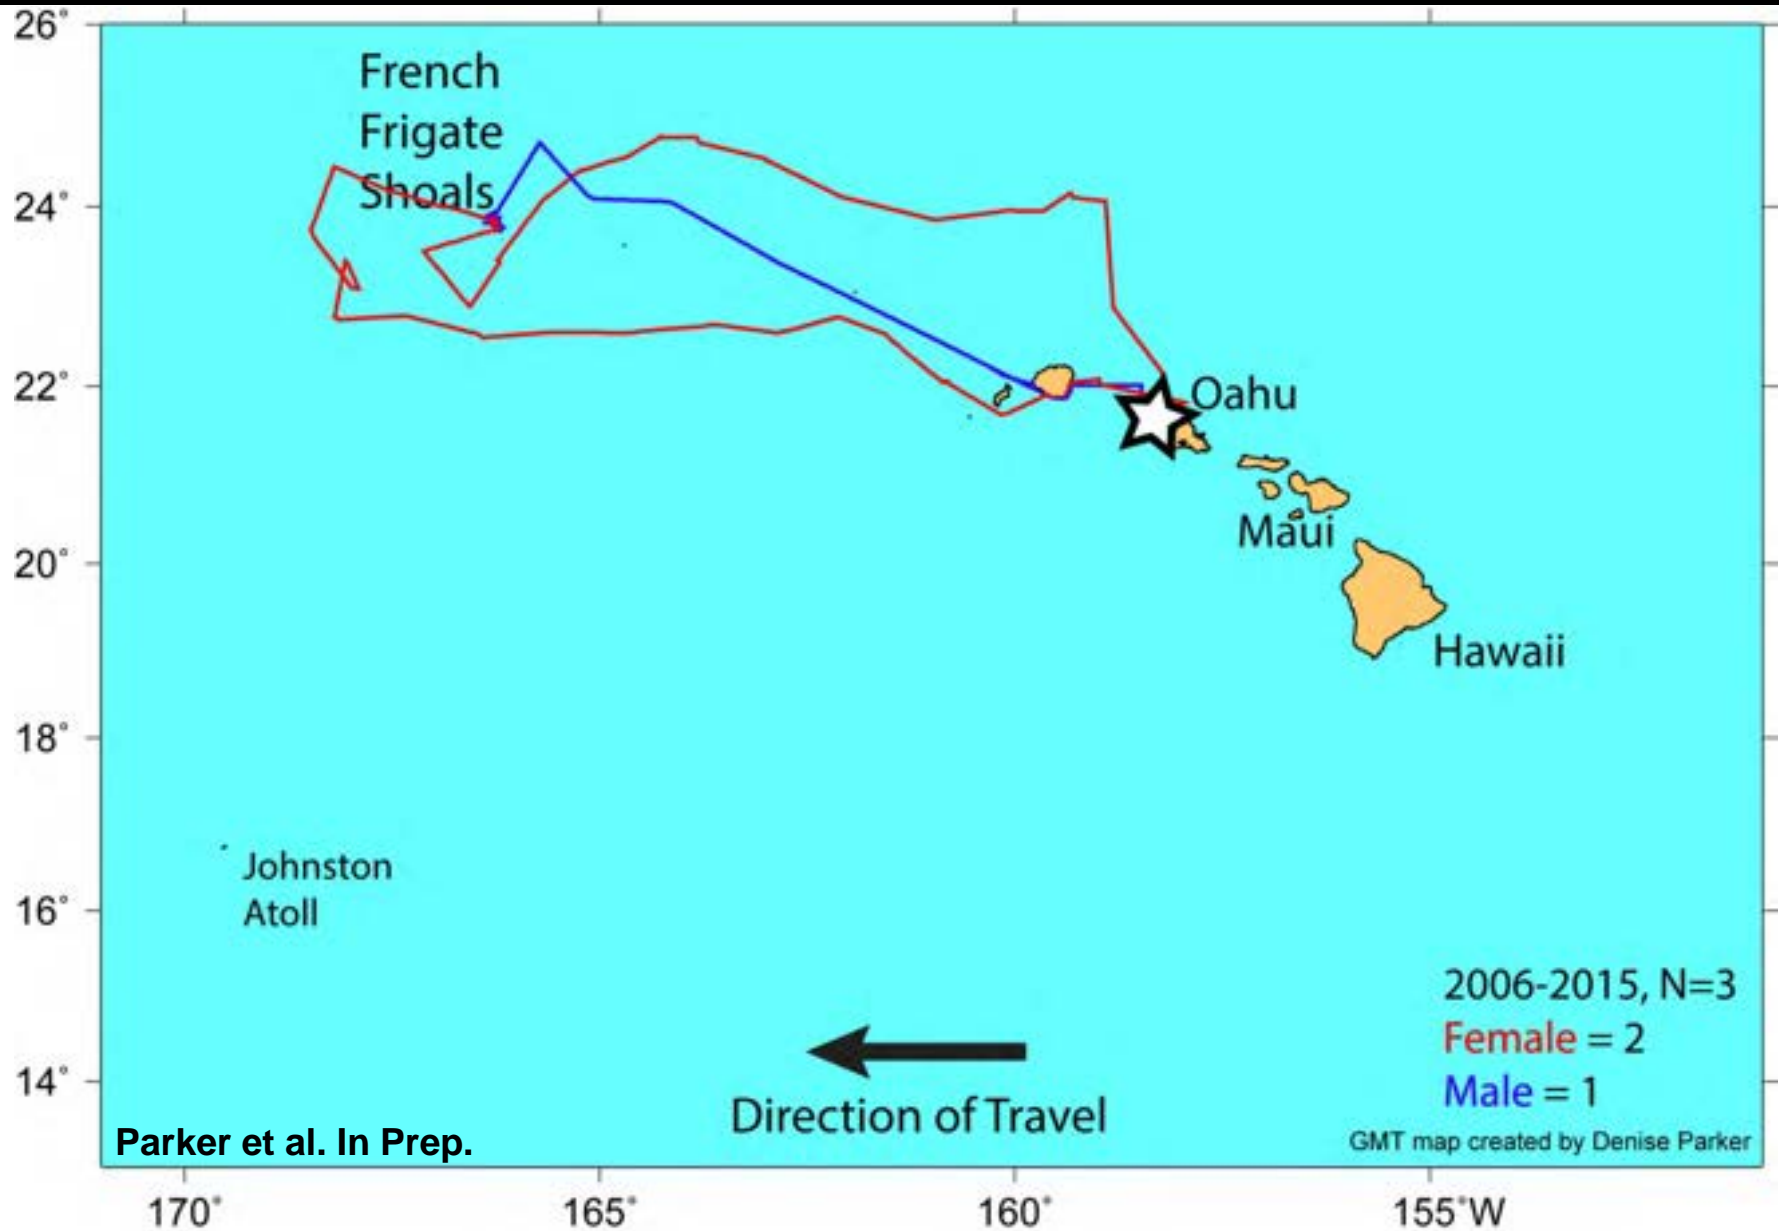 26°
24°
22°
20°
18°
16°
14°
French
Frigate
Shoals
Oahu
Maui
Hawaii
Johnston
Atoll
2006-2015, N=3
Female = 2
Male = 1
Direction of Travel
Parker et al. In Prep.
GMT map created by Denise Parker
170°
165°
160°
155°W